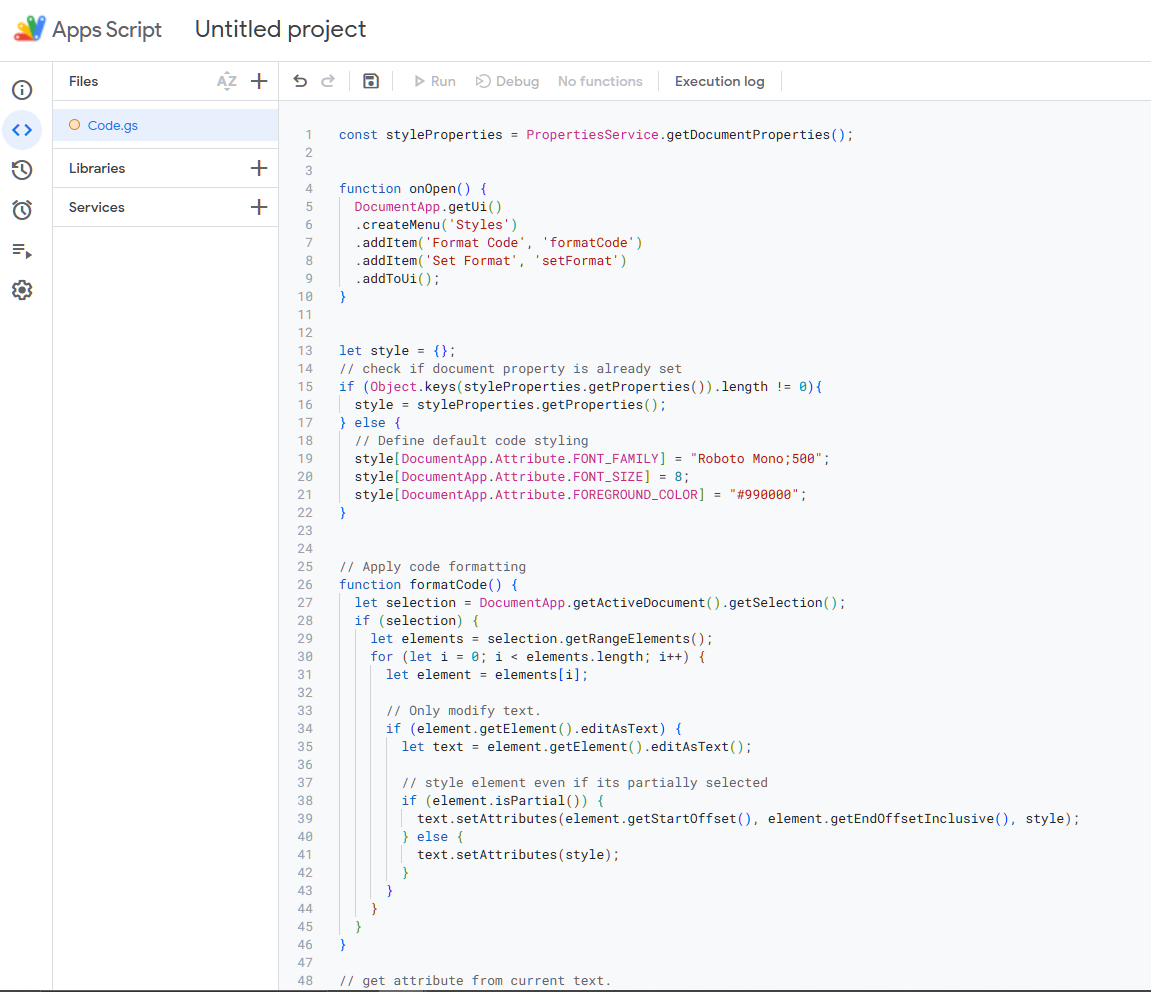 Apps Script Untitled project
Files
Code.gs
Libraries
Services
Run Debug No functions Execution log
1 const styleProperties = PropertiesService.getDocumentProperties();
2
3
4 function onOpen() {
5 DocumentApp.getUi()
6 .createMenu('Styles')
7 .addItem('Format Code', 'formatCode')
8 .addItem('Set Format', 'setFormat')
9 .addToUi();
10 }
11
12
13 let style = {};
14 // check if document property is already set
15 if (Object.keys(styleProperties.getProperties()).length != 0){
16 style = styleProperties.getProperties();
17 } else {
18 // Define default code styling
19 style[DocumentApp.Attribute.FONT_FAMILY] = "Roboto Mono;500";
20 style[DocumentApp.Attribute.FONT_SIZE] = 8;
21 style[DocumentApp.Attribute.FOREGROUND_COLOR] = "#990000";
22 }
23
24
25 // Apply code formatting
26 function formatCode() {
27 let selection = DocumentApp.getActiveDocument().getSelection();
28 if (selection) {
29 let elements = selection.getRangeElements();
30 for (let i = 0; i < elements.length; i++) {
31 let element = elements[i];
32
33 // Only modify text.
34 if (element.getElement().editAsText) {
35 let text = element.getElement().editAsText();
36
37 // style element even if its partially selected
38 if (element.isPartial()) {
39 text.setAttributes(element.getStartOffset(), element.getEndOffsetInclusive(), style);
40 } else {
41 text.setAttributes(style);
42 }
43 }
44 }
45 }
46 }
47
48 // get attribute from current text.